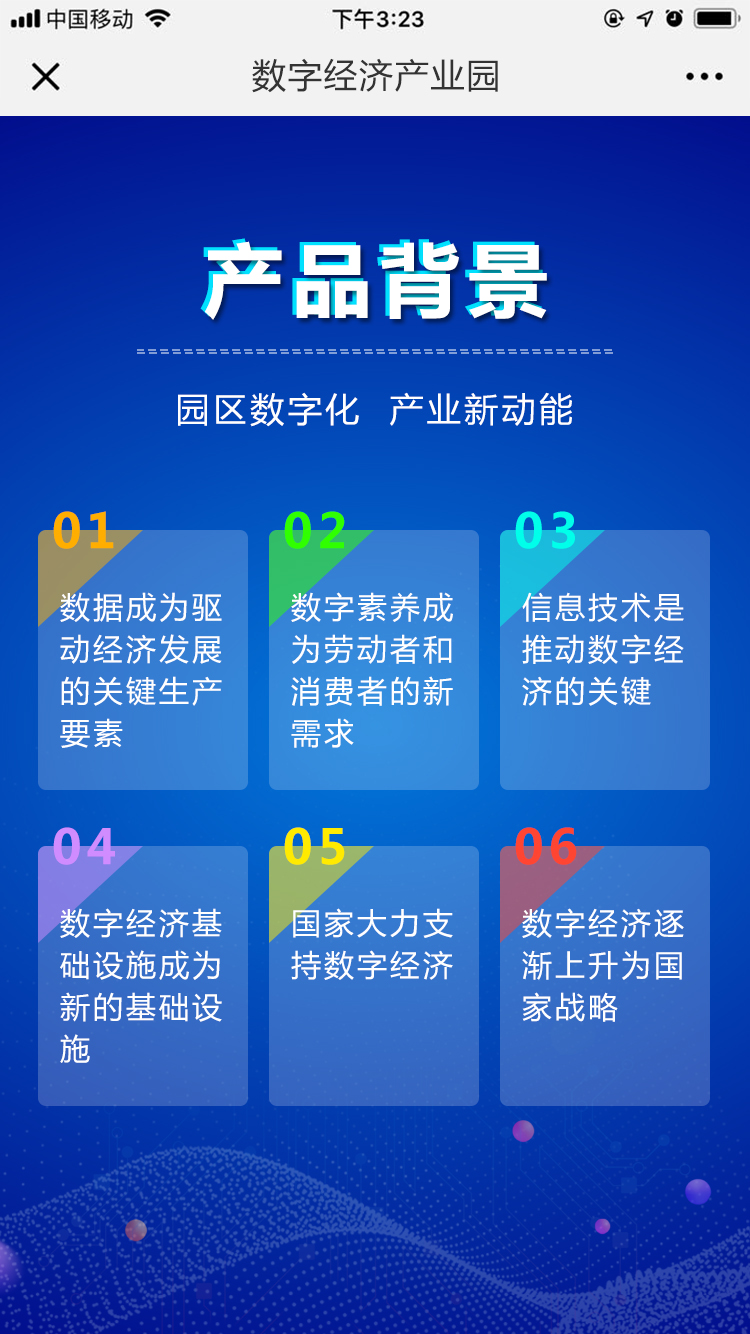 中国移动
下午3:23
数字经济产业园
产品背景
园区数字化 产业新动能
01
数据成为驱
动经济发展
的关键生产
要素
02
数字素养成
为劳动者和
消费者的新
需求
03
信息技术是
推动数字经
济的关键
04
数字经济基
础设施成为
新的基础设
施
05
国家大力支
持数字经济
06
数字经济逐
渐上升为国
家战略